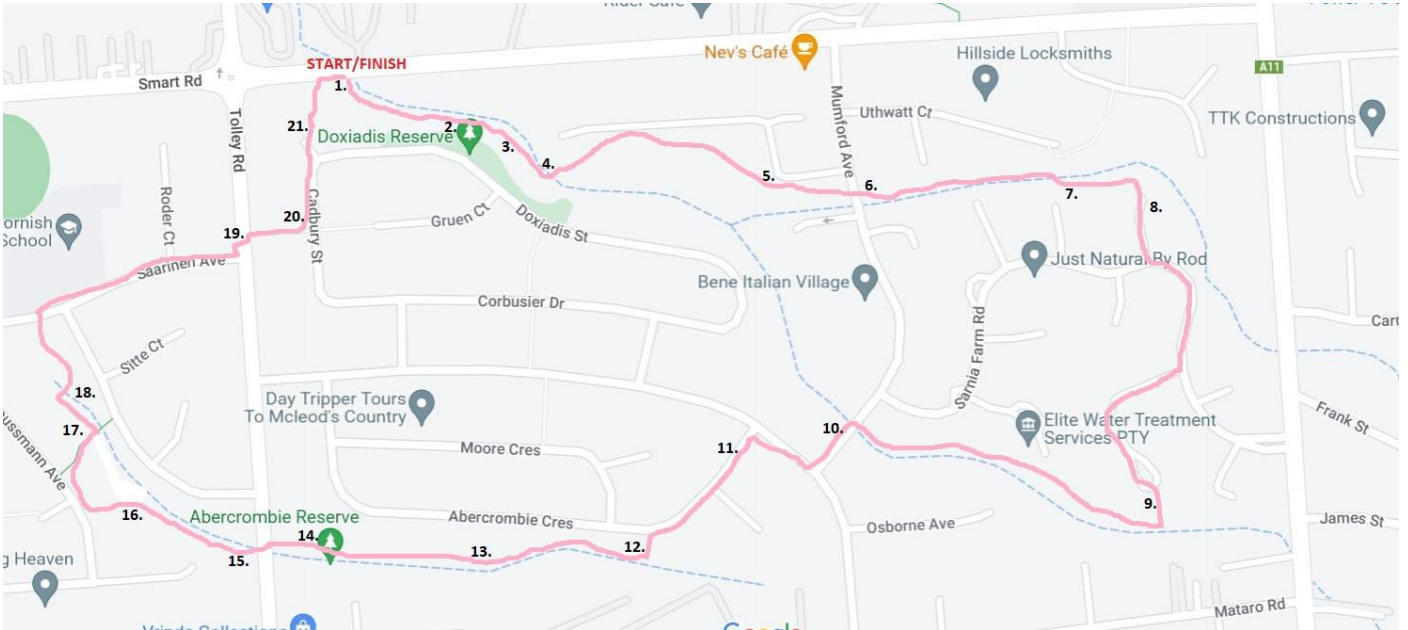 Rider Cafe
Nev's Café
Hillside Locksmiths
A11
START/FINISH
Smart Rd
1.
Tolley Rd
21.
Doxiadis Reserve
2.
3.
4.
5.
Mumford Ave
6.
Uthwatt Ct
TTK Constructions
7.
8.
Roder Ct
School
19.
20.
Cadbury St
Gruen Ct
Doxiadis St
Saarinen Ave
Bene Italian Village
Just Natural By Rod
Corbusier Dr
Sarnia Farm Rd
Sitte Ct
18.
17.
Day Tripper Tours
To Mcleod's Country
Elite Water Treatment
Services PTY
Frank St
11.
10.
Moore Cres
9.
16.
Abercrombie Reserve
Abercrombie Cres
Osborne Ave
James St
15.
14.
13.
12.
Heaven
Mataro Rd
Google